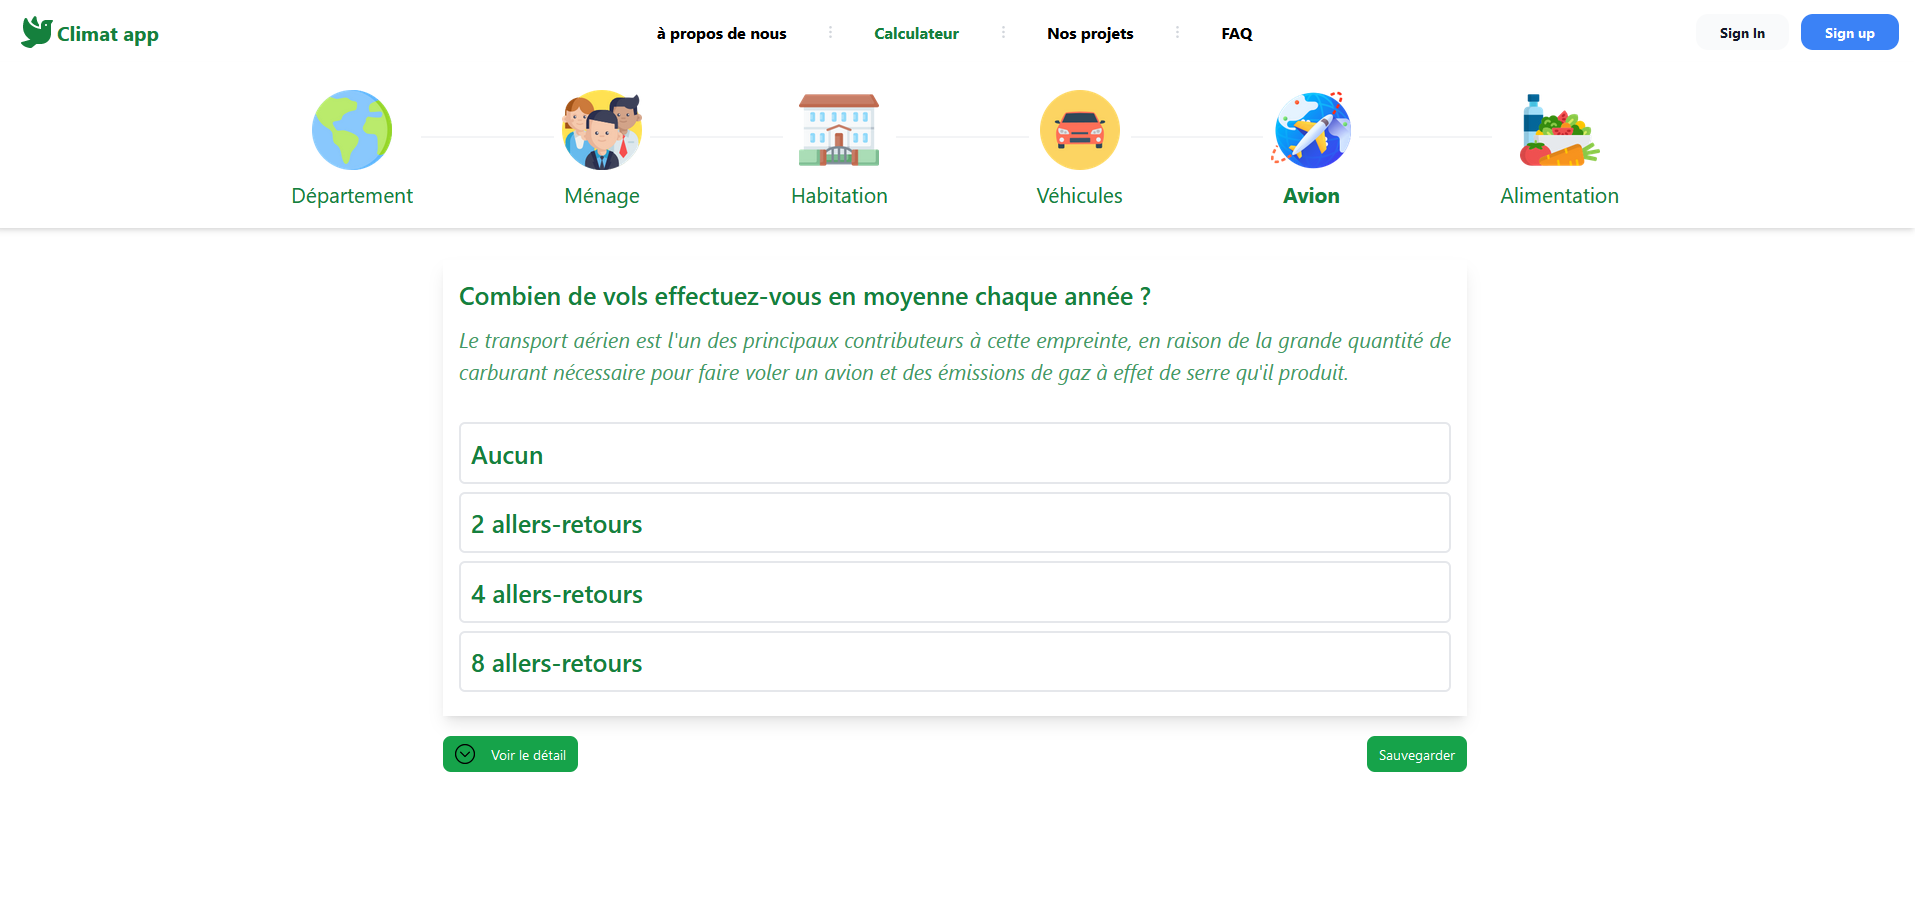 Climat app
à propos de nous
Calculateur
Nos projets
FAQ
Sign In
Sign up
Département
Ménage
Habitation
Véhicules
Avion
Alimentation
Combien de vols effectuez-vous en moyenne chaque année ?
Le transport aérien est l'un des principaux contributeurs à cette empreinte, en raison de la grande quantité de
carburant nécessaire pour faire voler un avion et des émissions de gaz à effet de serre qu'il produit.
Aucun
2 allers-retours
4 allers-retours
8 allers-retours
Voir le détail
Sauvegarder